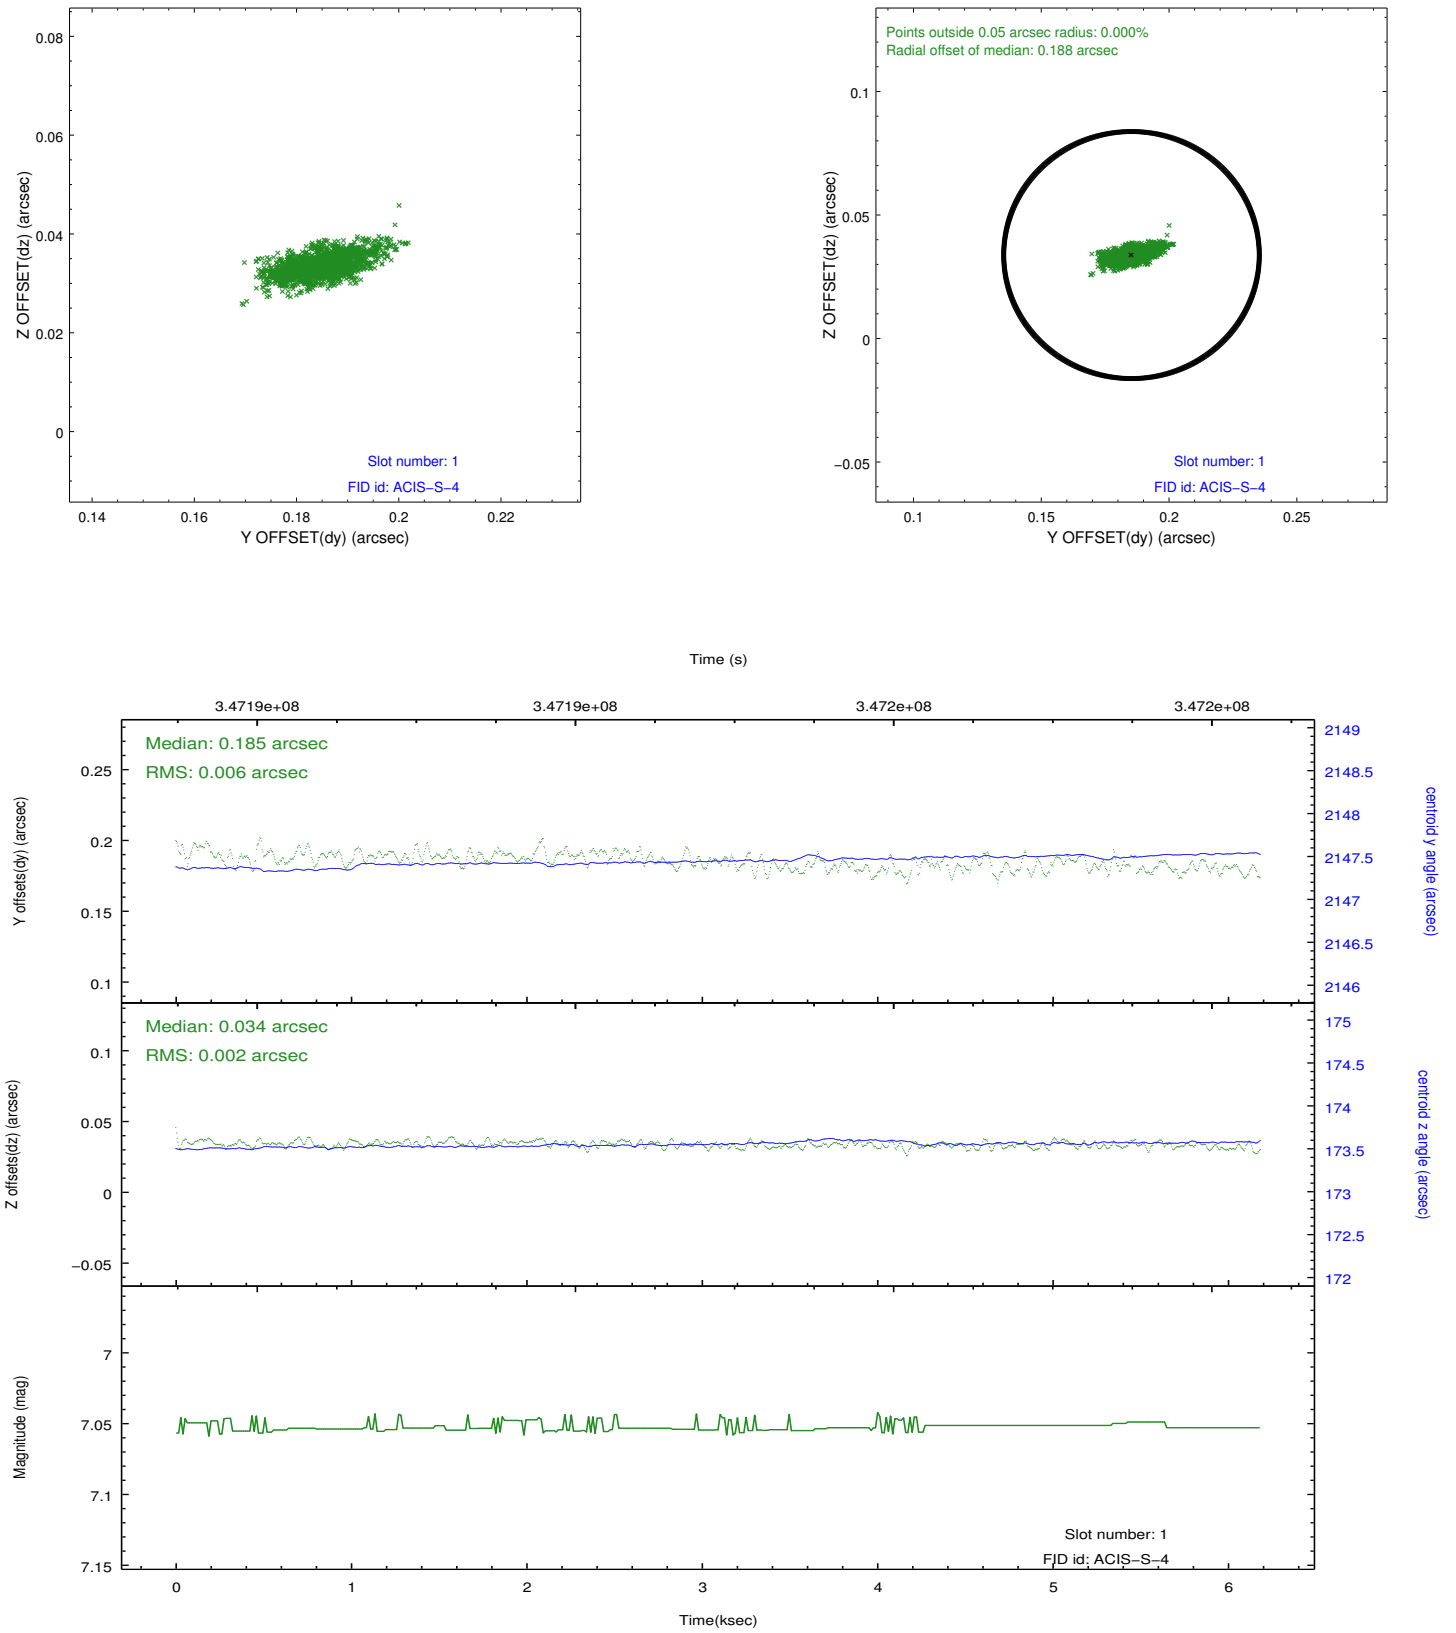 0.08
0.06
0.04
0.02
0
Z OFFSET(dz) (arcsec)
Slot number: 1
FID id: ACIS−S−4
0.14 0.16 0.18 0.2 0.22
Y OFFSET(dy) (arcsec)
Points outside 0.05 arcsec radius: 0.000%
Radial offset of median: 0.188 arcsec
0.1
0.05
0
−0.05
Z OFFSET(dz) (arcsec)
Slot number: 1
FID id: ACIS−S−4
0.1 0.15 0.2 0.25
Y OFFSET(dy) (arcsec)
Time (s)
3.4719e+08 3.4719e+08 3.472e+08 3.472e+08
Median: 0.185 arcsec
RMS: 0.006 arcsec
0.25
0.2
0.15
0.1
Y offsets(dy) (arcsec)
2149
2148.5
2148
2147.5
2147
2146.5
2146
centroid y angle (arcsec)
Median: 0.034 arcsec
RMS: 0.002 arcsec
0.1
0.05
0
−0.05
Z offsets(dz) (arcsec)
175
174.5
174
173.5
173
172.5
172
centroid z angle (arcsec)
7
7.05
7.1
7.15
Magnitude (mag)
Slot number: 1
FID id: ACIS−S−4
0 1 2 3 4 5 6
Time(ksec)